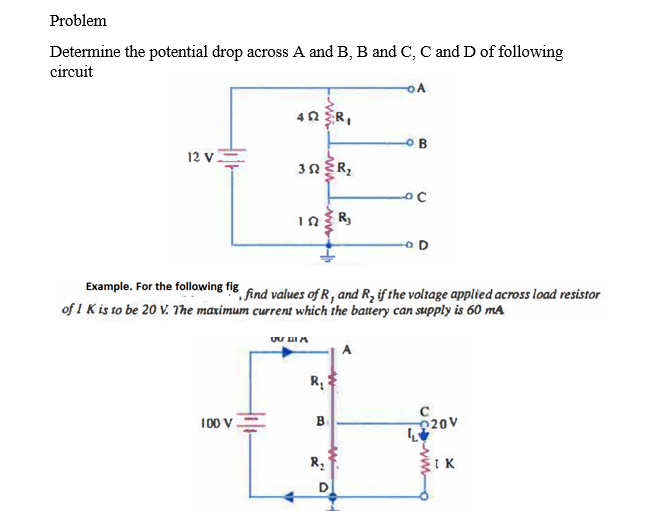 Problem
Determine the potential drop across A and B, B and C, C and D of following
circuit
A
4 Ω R₁
B
12 V
3 Ω R₂
C
1 Ω R₃
D
Example. For the following fig, find values of R₁ and R₂ if the voltage applied across load resistor
of 1 K is to be 20 V. The maximum current which the battery can supply is 60 mA
A
R₁
C
100 V
B
20 V
I_L
R₂
1 K
D